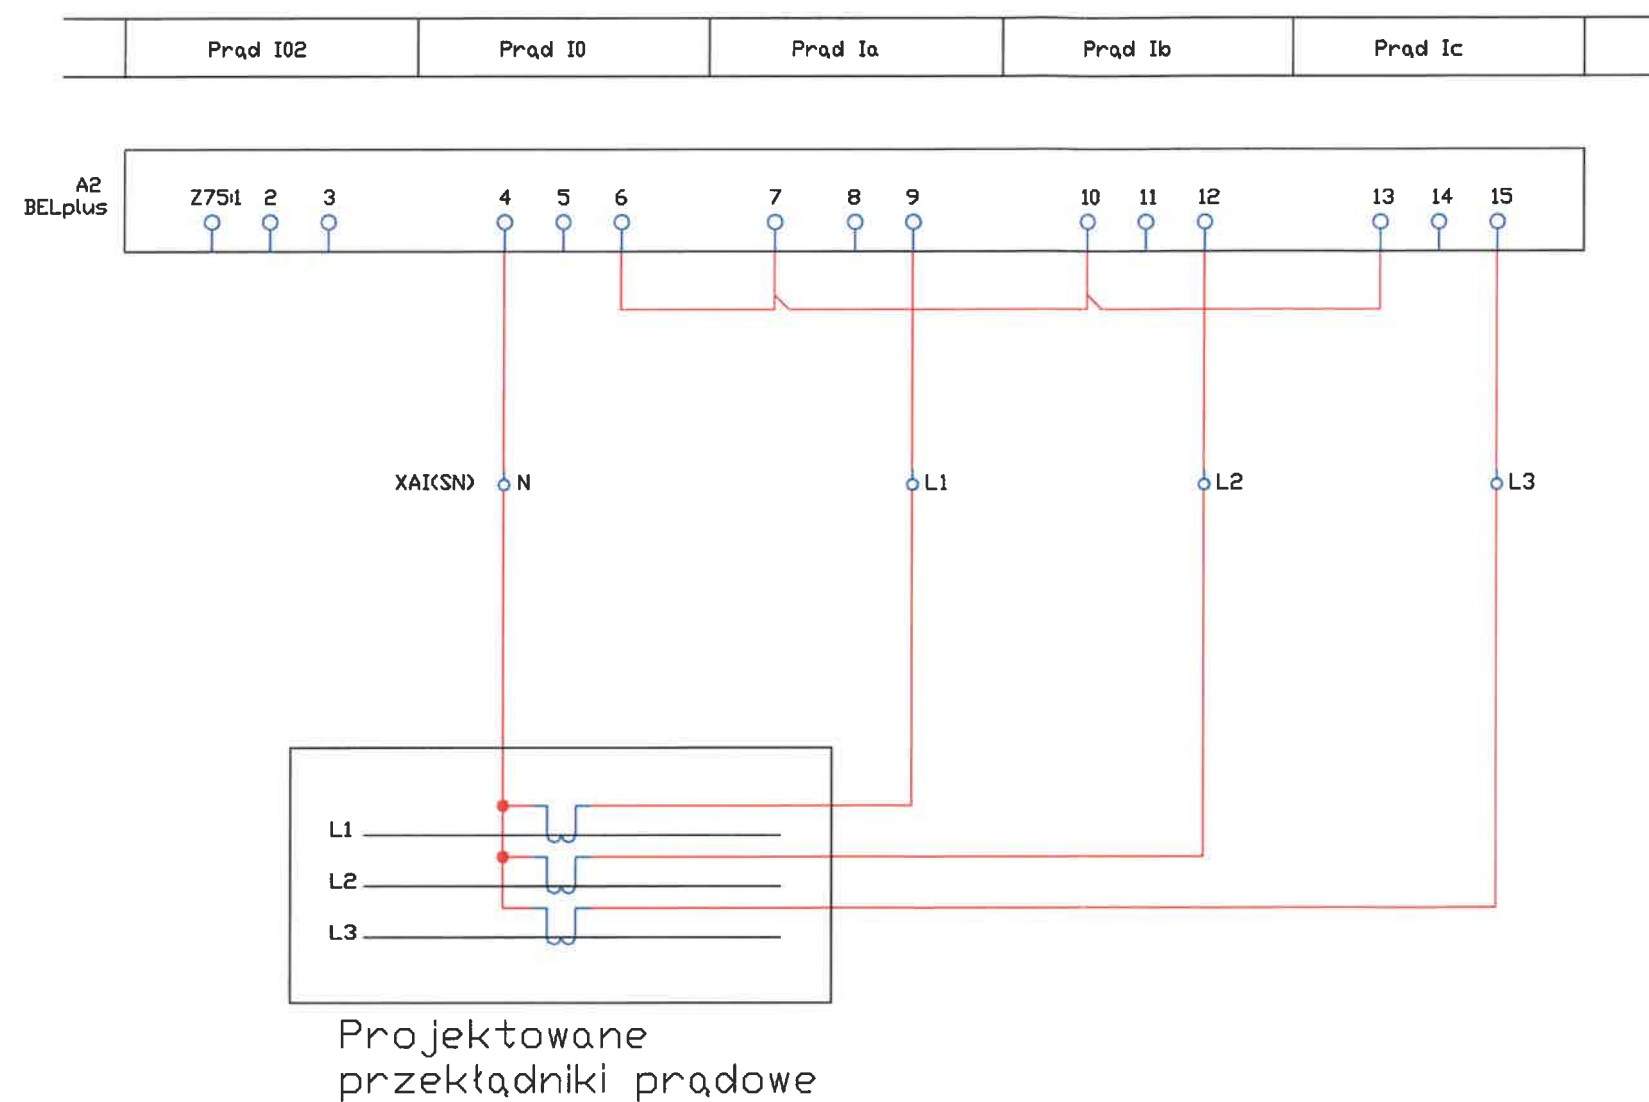 Prąd I02 Prąd I0 Prąd Ia Prąd Ib Prąd Ic
A2
BELplus
Z75:1 2 3 4 5 6 7 8 9 10 11 12 13 14 15
XAI(SN) N L1 L2 L3
L1
L2
L3
Projektowane
przekłądniki prądowe